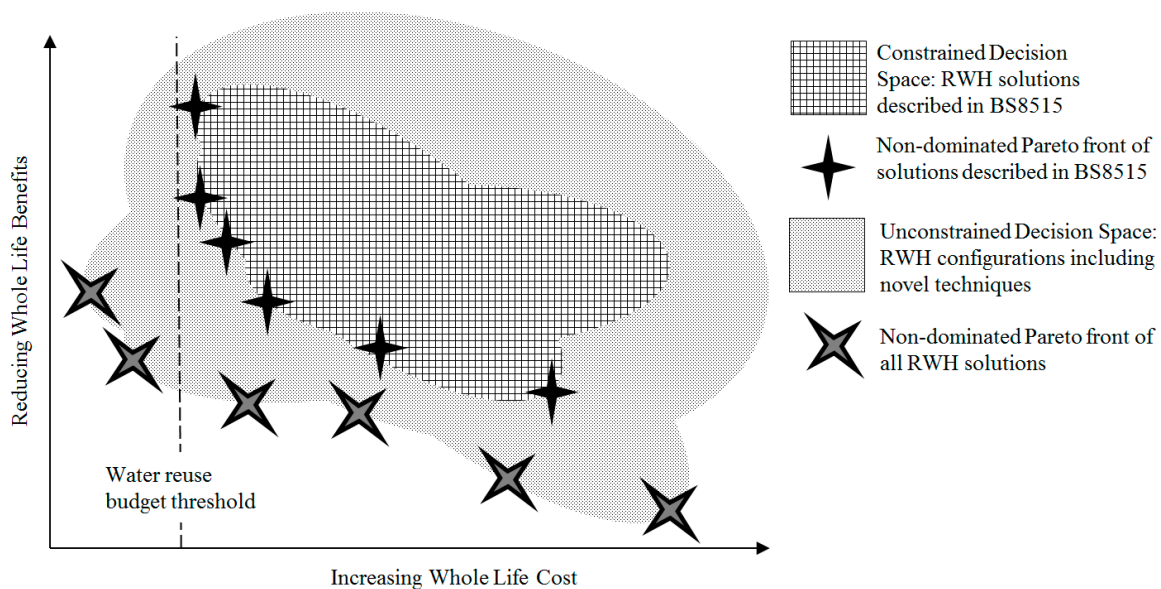 Reducing Whole Life Benefits
Water reuse
budget threshold
Increasing Whole Life Cost
Constrained Decision
Space: RWH solutions
described in BS8515
Non-dominated Pareto front of
solutions described in BS8515
Unconstrained Decision Space:
RWH configurations including
novel techniques
Non-dominated Pareto front of
all RWH solutions